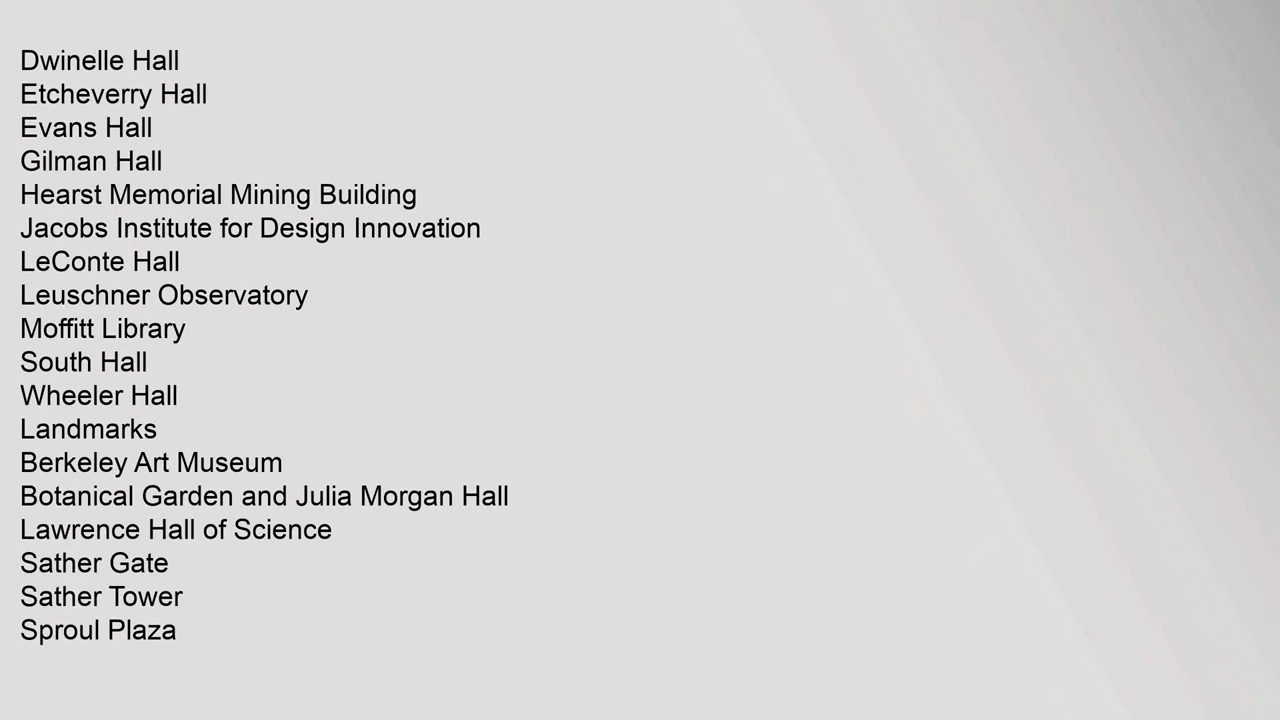 Dwinelle Hall
Etcheverry Hall
Evans Hall
Gilman Hall
Hearst Memorial Mining Building
Jacobs Institute for Design Innovation
LeConte Hall
Leuschner Observatory
Moffitt Library
South Hall
Wheeler Hall
Landmarks
Berkeley Art Museum
Botanical Garden and Julia Morgan Hall
Lawrence Hall of Science
Sather Gate
Sather Tower
Sproul Plaza